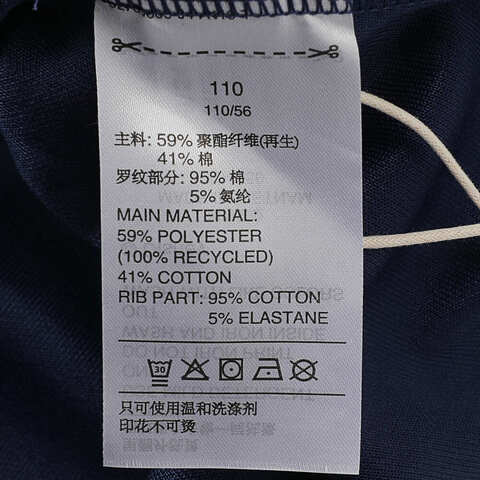 110
110/56
主料: 59% 聚酯纤维(再生)
41% 棉
罗纹部分: 95% 棉
5% 氨纶
MAIN MATERIAL:
59% POLYESTER
(100% RECYCLED)
41% COTTON
RIB PART: 95% COTTON
5% ELASTANE
30
只可使用温和洗涤剂
印花不可烫